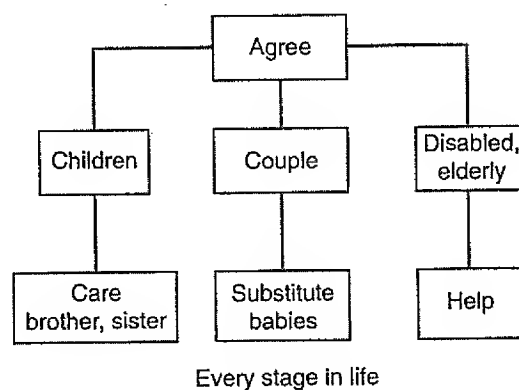 Agree
Children
Couple
Disabled,
elderly
Care
brother, sister
Substitute
babies
Help
Every stage in life